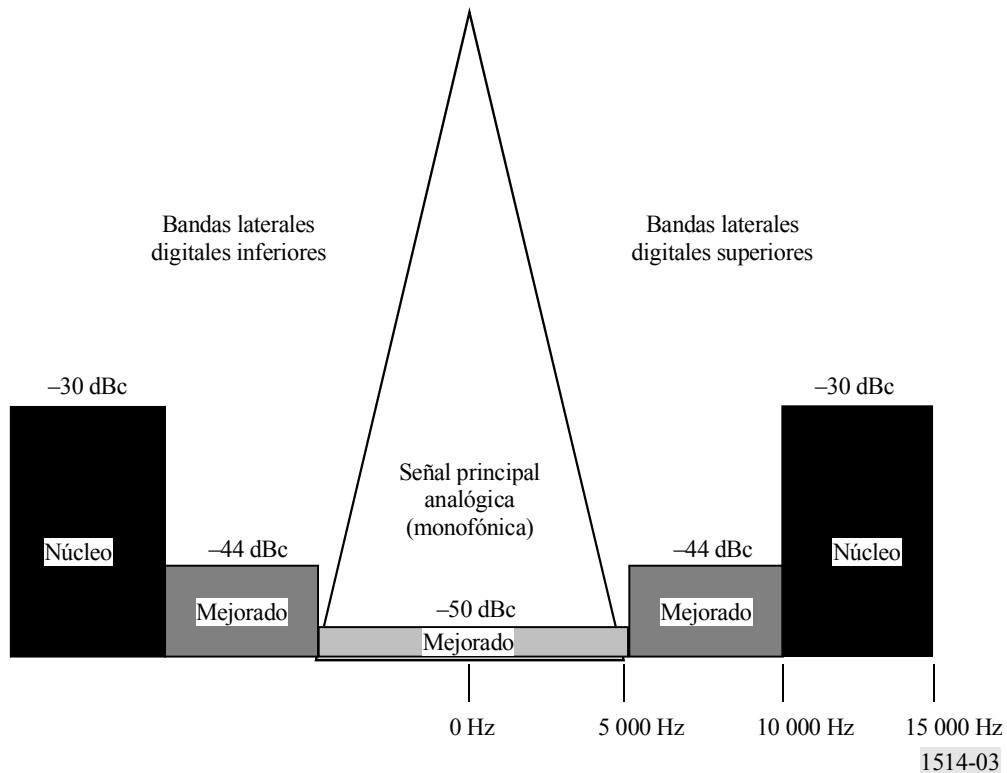 Bandas laterales
digitales inferiores
Bandas laterales
digitales superiores
–30 dBc
–30 dBc
Señal principal
analógica
(monofónica)
Núcleo
–44 dBc
–44 dBc
Núcleo
Mejorado
–50 dBc
Mejorado
Mejorado
0 Hz
5 000 Hz
10 000 Hz
15 000 Hz
1514-03